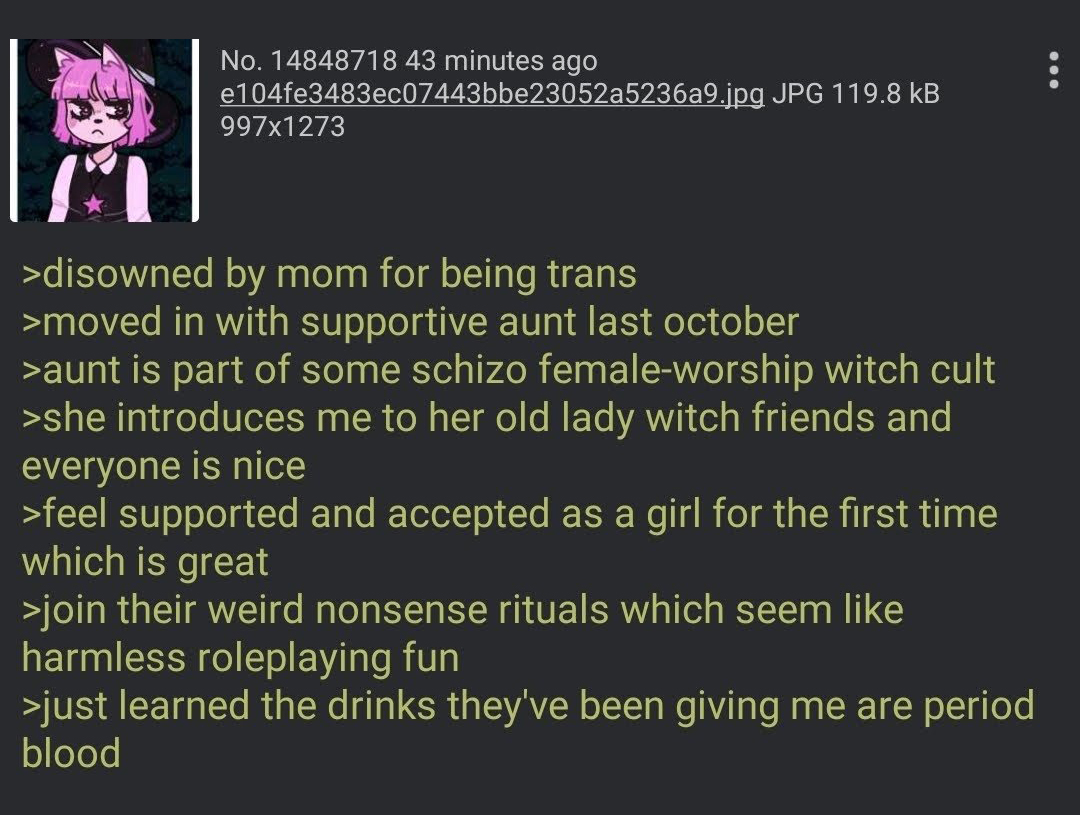 No. 14848718 43 minutes ago
e104fe3483ec07443bbe23052a5236a9.jpg JPG 119.8 kB
997x1273
>disowned by mom for being trans
>moved in with supportive aunt last october
>aunt is part of some schizo female-worship witch cult
>she introduces me to her old lady witch friends and
everyone is nice
>feel supported and accepted as a girl for the first time
which is great
>join their weird nonsense rituals which seem like
harmless roleplaying fun
>just learned the drinks they've been giving me are period
blood